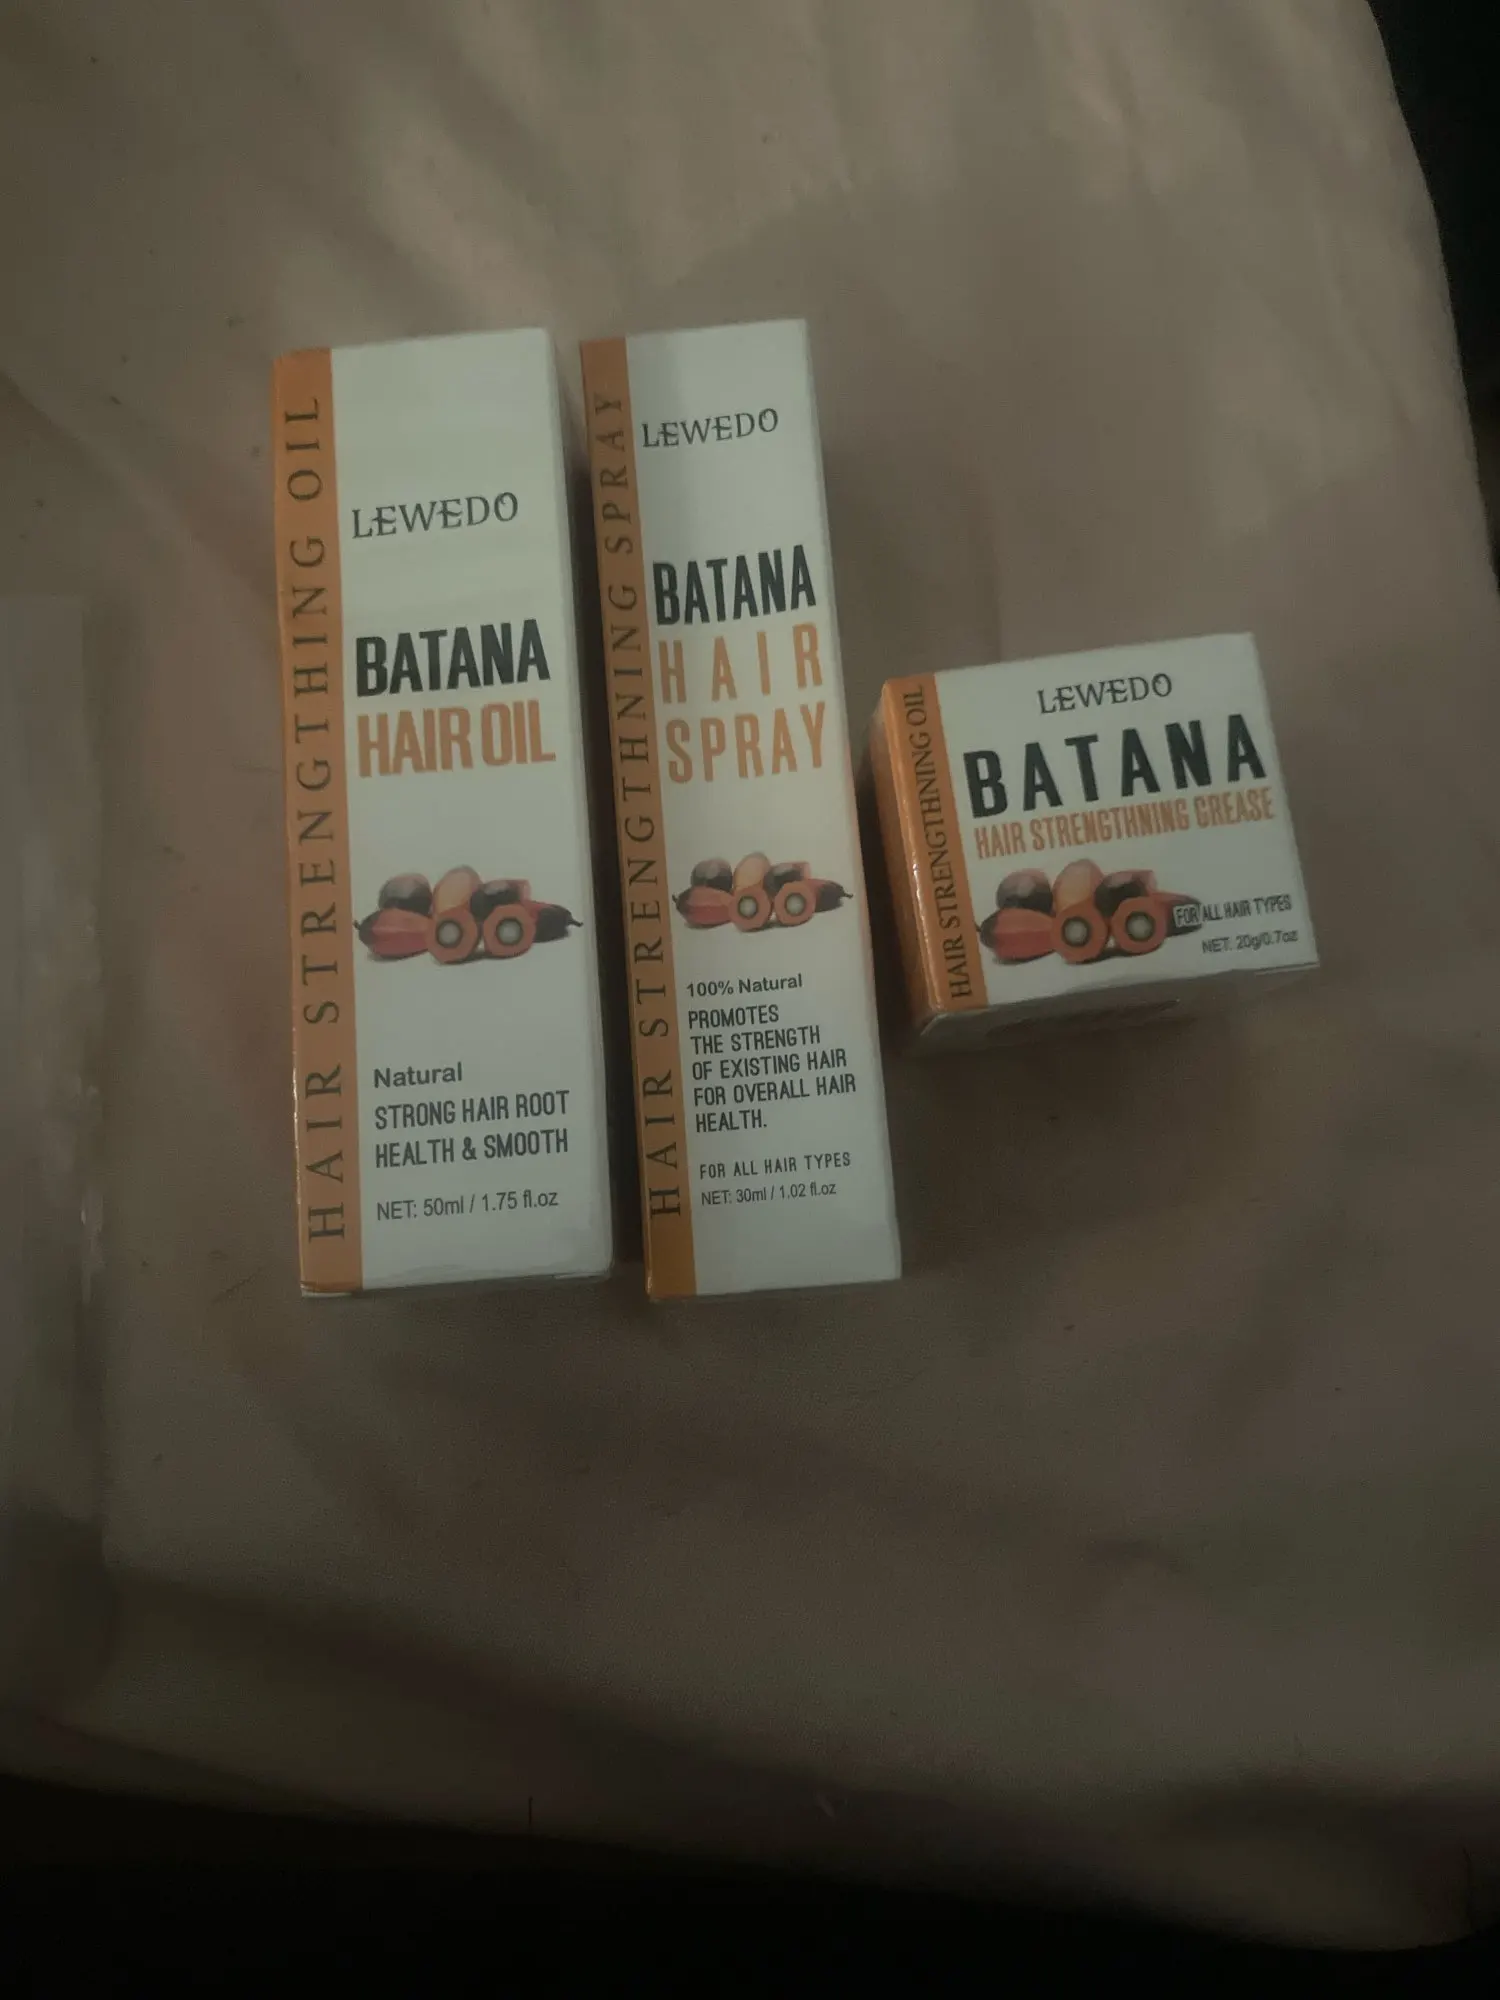 HAIR STRENGTHING OIL
LEWEDO
BATANA
HAIR OIL
Natural
STRONG HAIR ROOT
HEALTH & SMOOTH
NET: 50ml / 1.75 fl.oz
HAIR STRENGTHNING SPRAY
LEWEDO
BATANA
HAIR
SPRAY
100% Natural
PROMOTES
THE STRENGTH
OF EXISTING HAIR
FOR OVERALL HAIR
HEALTH.
FOR ALL HAIR TYPES
NET: 30ml / 1.02 fl.oz
HAIR STRENGTHNING OIL
LEWEDO
BATANA
HAIR STRENGTHNING GREASE
FOR ALL HAIR TYPES
NET: 20g/0.7oz